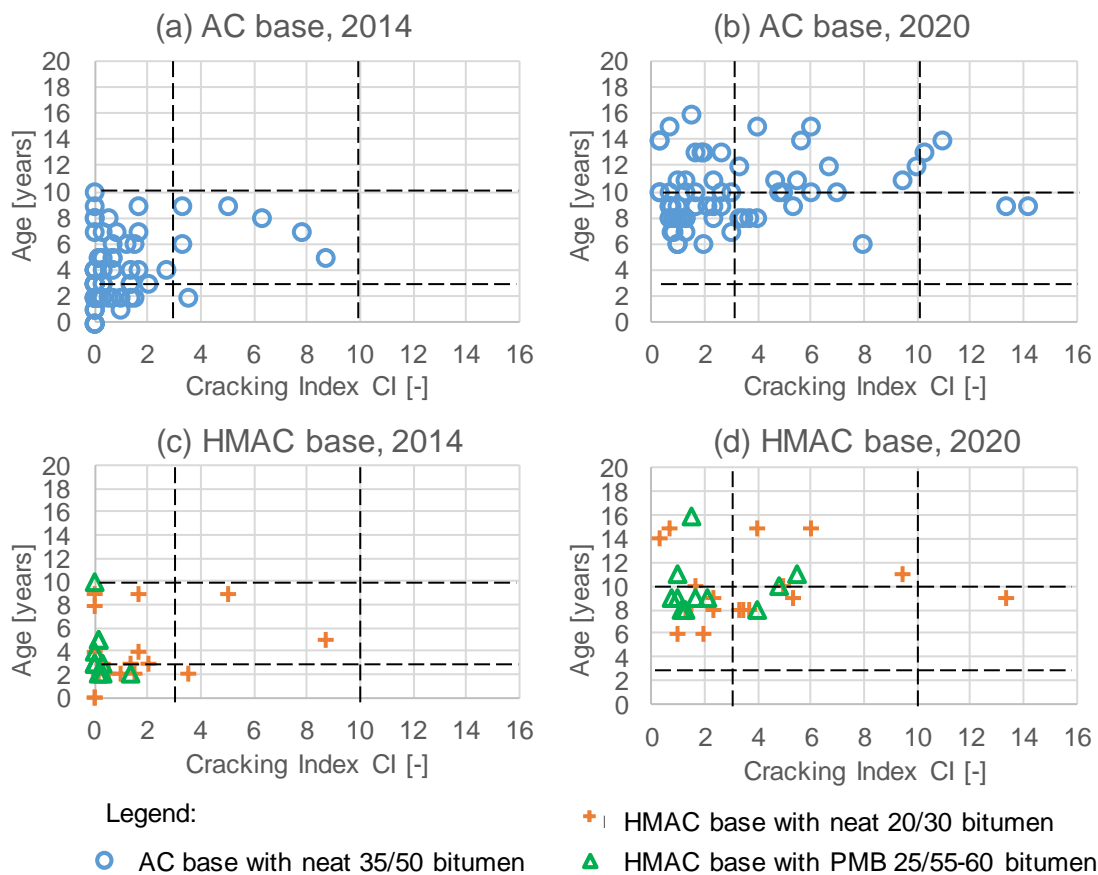 (a) AC base, 2014
20
18
16
14
12
10
8
6
4
2
0
Age [years]
0 2 4 6 8 10 12 14 16
Cracking Index CI [-]
(b) AC base, 2020
20
18
16
14
12
10
8
6
4
2
0
Age [years]
0 2 4 6 8 10 12 14 16
Cracking Index CI [-]
(c) HMAC base, 2014
20
18
16
14
12
10
8
6
4
2
0
Age [years]
0 2 4 6 8 10 12 14 16
Cracking Index CI [-]
(d) HMAC base, 2020
20
18
16
14
12
10
8
6
4
2
0
Age [years]
0 2 4 6 8 10 12 14 16
Cracking Index CI [-]
Legend:
AC base with neat 35/50 bitumen
HMAC base with neat 20/30 bitumen
HMAC base with PMB 25/55-60 bitumen